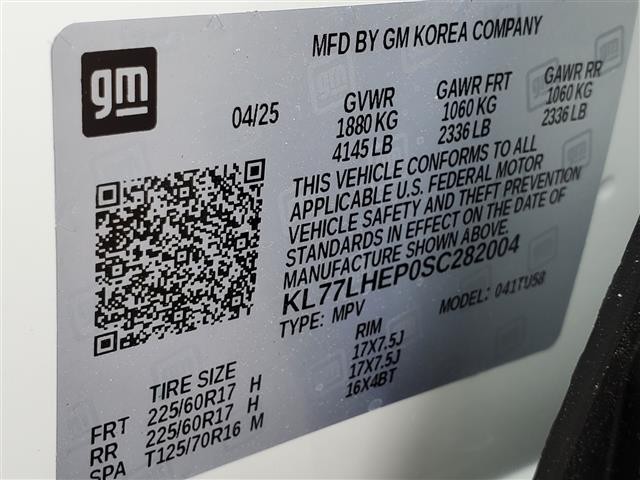 gm
MFD BY GM KOREA COMPANY
04/25
GVWR GAWR FRT GAWR RR
1880 KG 1060 KG 1060 KG
4145 LB 2336 LB 2336 LB
THIS VEHICLE CONFORMS TO ALL
APPLICABLE U.S. FEDERAL MOTOR
VEHICLE SAFETY AND THEFT PREVENTION
STANDARDS IN EFFECT ON THE DATE OF
MANUFACTURE SHOWN ABOVE.
KL77LHEP0SC282004
TYPE: MPV MODEL: 041TU58
TIRE SIZE RIM
FRT 225/60R17 H 17X7.5J
RR 225/60R17 H 17X7.5J
SPA T125/70R16 M 16X4BT